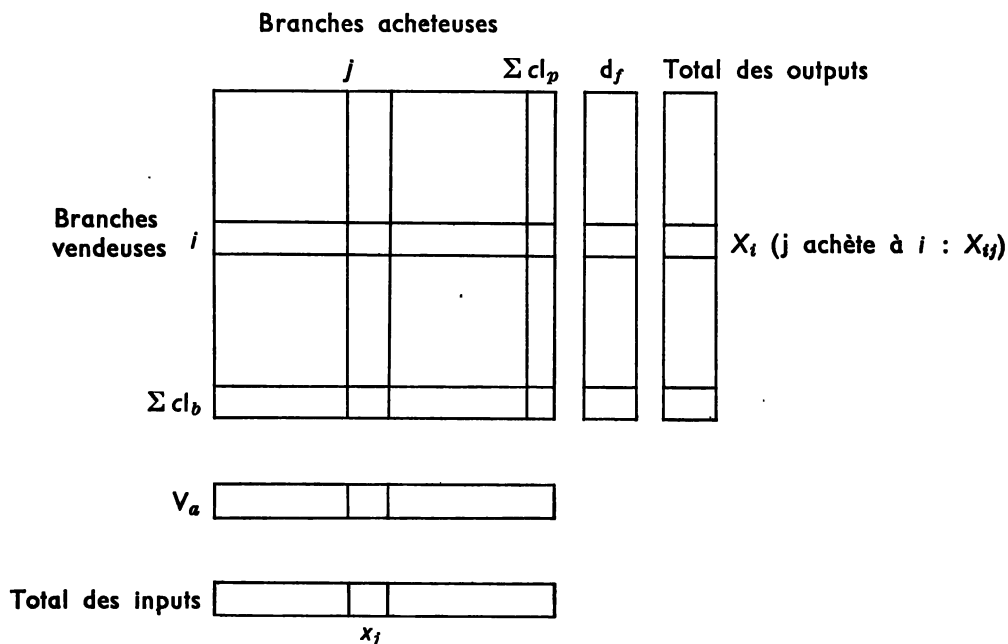 Branches acheteuses
j Σ cl_p d_f Total des outputs
Branches
vendeuses i X_i (j achète à i : X_ij)
Σ cl_b
V_a
Total des inputs
x_j